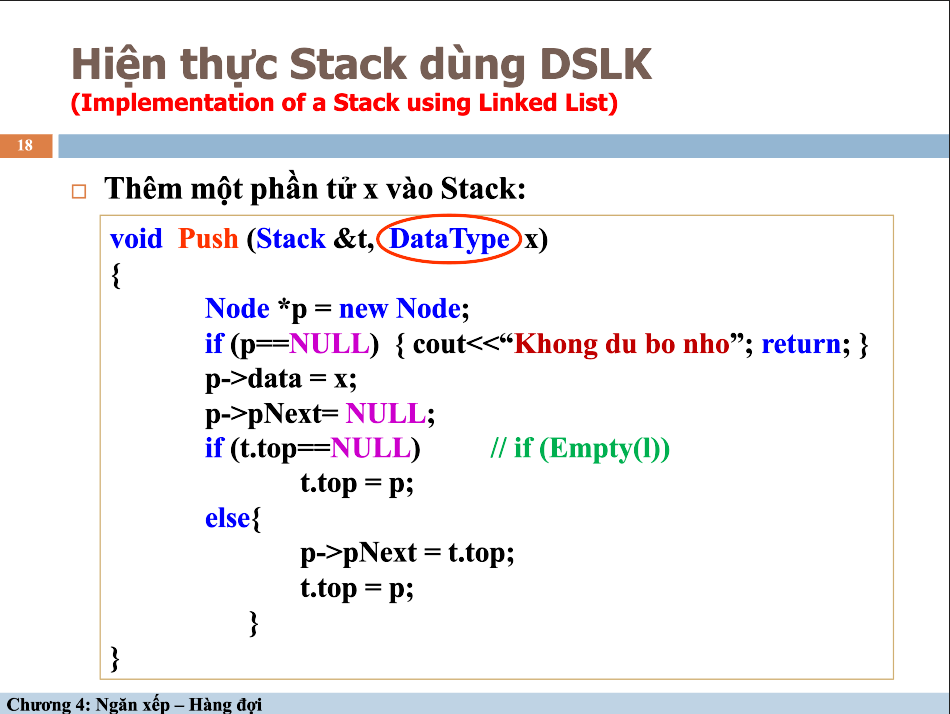 Hiện thực Stack dùng DSLK
(Implementation of a Stack using Linked List)
18
Thêm một phần tử x vào Stack:
void Push (Stack &t, DataType x)
{
Node *p = new Node;
if (p==NULL) { cout<<“Khong du bo nho”; return; }
p->data = x;
p->pNext= NULL;
if (t.top==NULL) // if (Empty(l))
t.top = p;
else{
p->pNext = t.top;
t.top = p;
}
}
Chương 4: Ngăn xếp – Hàng đợi